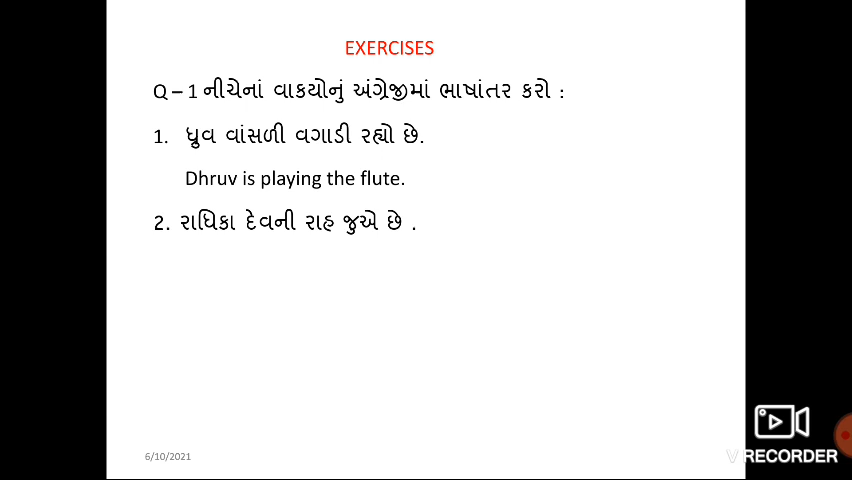 EXERCISES
Q – 1 નીચેનાં વાકયોનું અંગ્રેજીમાં ભાષાંતર કરો :
1. ધ્રુવ વાંસળી વગાડી રહ્યો છે.
Dhruv is playing the flute.
2. રાધિકા દેવની રાહ જુએ છે .
6/10/2021
V RECORDER